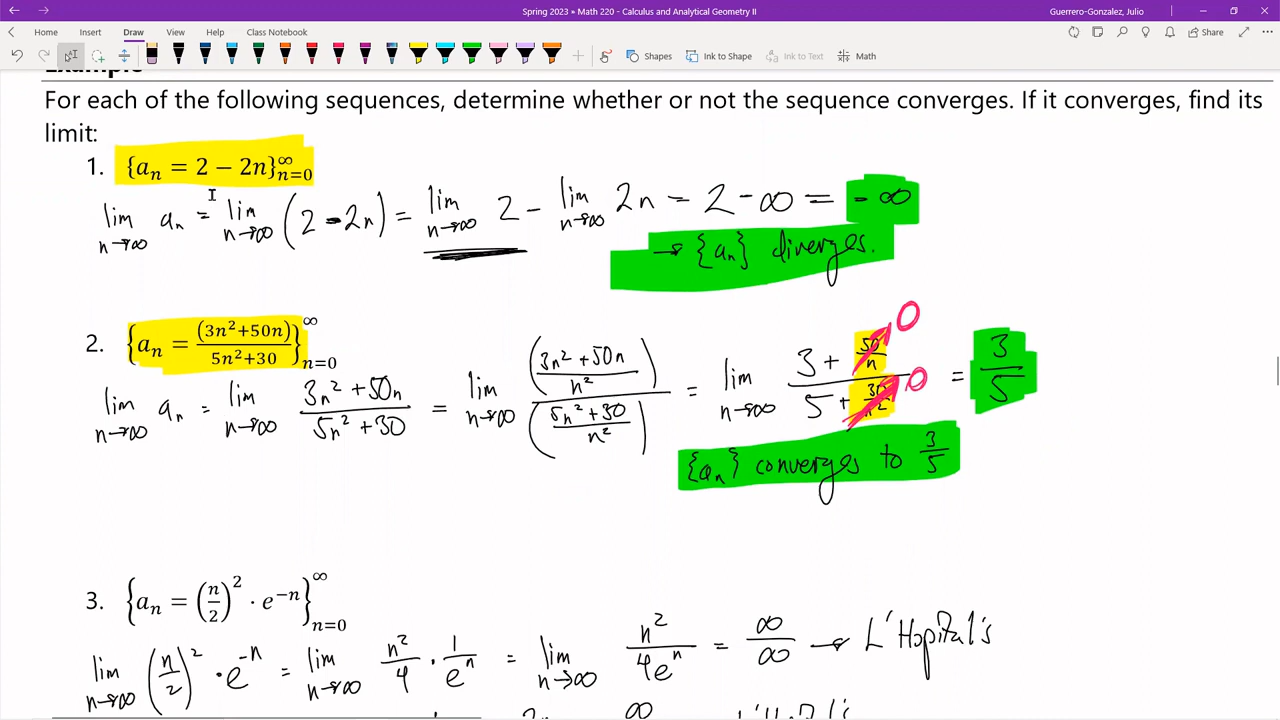 Spring 2023 » Math 220 - Calculus and Analytical Geometry II
Guerrero-Gonzalez, Julio
Home Insert Draw View Help Class Notebook
Share
Shapes Ink to Shape Ink to Text Math
Example
For each of the following sequences, determine whether or not the sequence converges. If it converges, find its
limit:
1. {aₙ = 2 − 2n}ₙ₌₀^∞
lim n→∞ aₙ = lim n→∞ (2 - 2n) = lim n→∞ 2 - lim n→∞ 2n = 2 - ∞ = - ∞
→ {aₙ} diverges.
2. {aₙ = (3n²+50n)/(5n²+30)}ₙ₌₀^∞
lim n→∞ aₙ = lim n→∞ (3n² + 50n)/(5n² + 30) = lim n→∞ ((3n² + 50n)/n²)/((5n² + 30)/n²) = lim n→∞ (3 + 50/n → 0)/(5 + 30/n² → 0) = 3/5
{aₙ} converges to 3/5
3. {aₙ = (n/2)² · e⁻ⁿ}ₙ₌₀^∞
lim n→∞ (n/2)² · e⁻ⁿ = lim n→∞ n²/4 · 1/eⁿ = lim n→∞ n²/4eⁿ = ∞/∞ → L'Hopital's